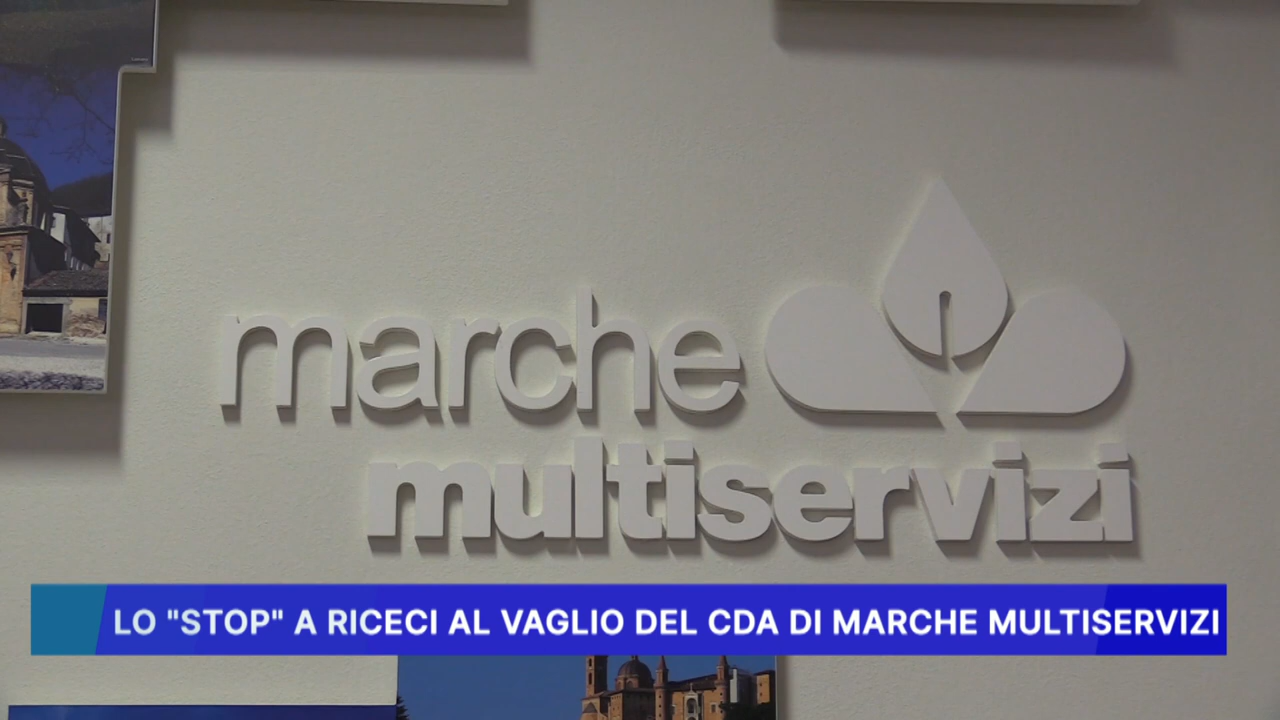 marche
multiservizi
LO "STOP" A RICECI AL VAGLIO DEL CDA DI MARCHE MULTISERVIZI